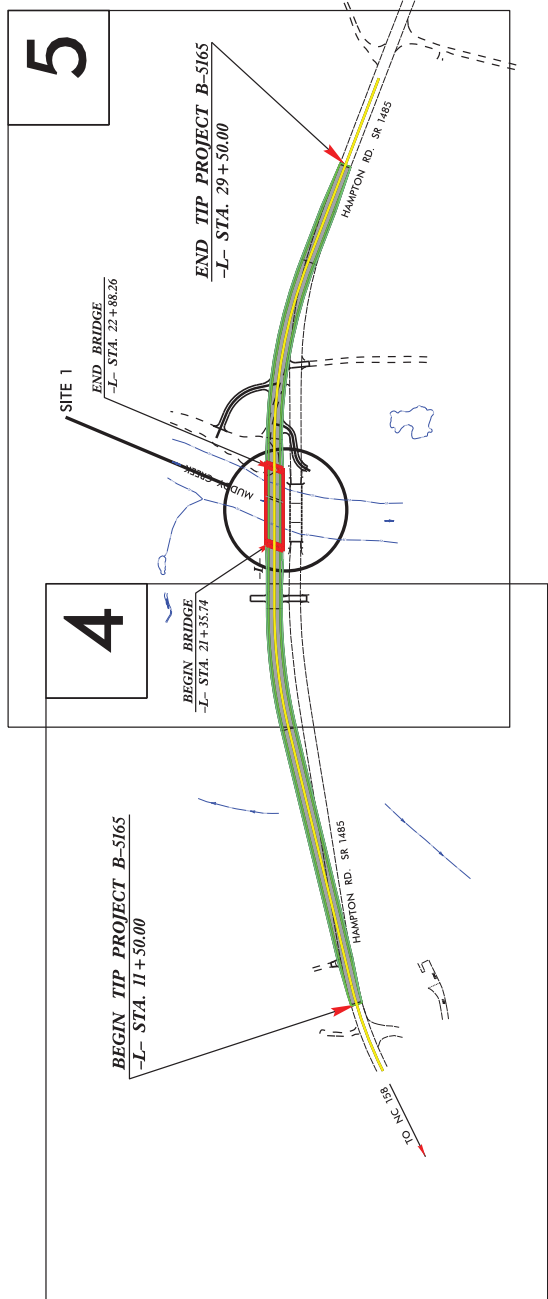 5
END TIP PROJECT B–5165
–L– STA. 29+50.00
HAMPTON RD. SR 1485
END BRIDGE
–L– STA. 22+88.26
SITE 1
MUDDY CREEK
–L–
4
BEGIN BRIDGE
–L– STA. 21+35.74
BEGIN TIP PROJECT B–5165
–L– STA. 11+50.00
HAMPTON RD. SR 1485
TO NC 158